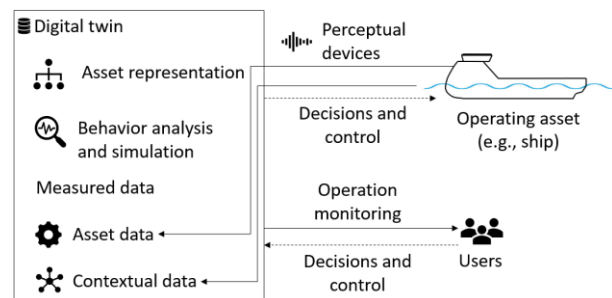 Digital twin
Asset representation
Behavior analysis
and simulation
Measured data
Asset data
Contextual data
Perceptual
devices
Decisions and
control
Operating asset
(e.g., ship)
Operation
monitoring
Decisions and
control
Users